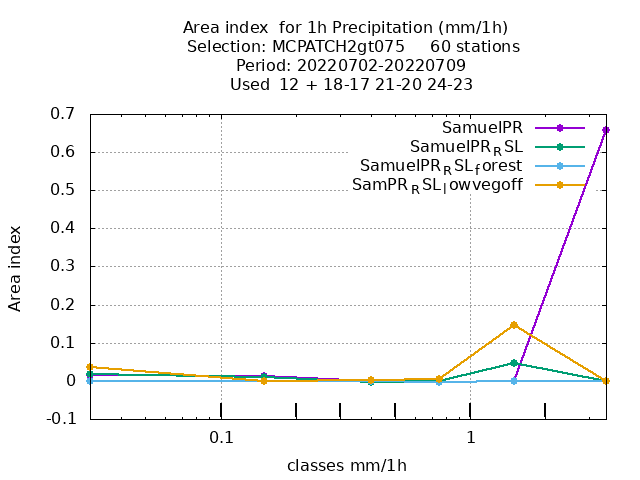 Area index  for 1h Precipitation (mm/1h)
Selection: MCPATCH2gt075     60 stations
Period: 20220702-20220709
Used  12 + 18-17 21-20 24-23
SamuelPR
SamuelPR_RSL
SamuelPR_RSL_forest
SamPR_RSL_lowvegoff
0.7
0.6
0.5
0.4
0.3
0.2
0.1
0
-0.1
Area index
0.1 1
classes mm/1h